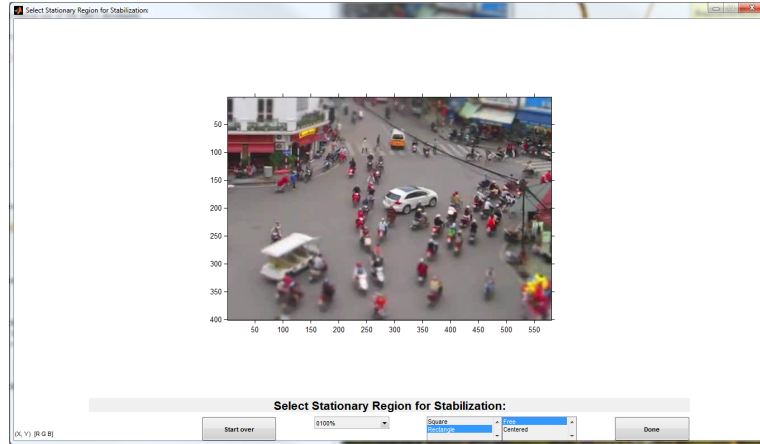 Select Stationary Region for Stabilization:
50
100
150
200
250
300
350
400
50 100 150 200 250 300 350 400 450 500 550
Select Stationary Region for Stabilization:
Start over
0100%
Square
Rectangle
Free
Centered
Done
(X, Y) [R G B]